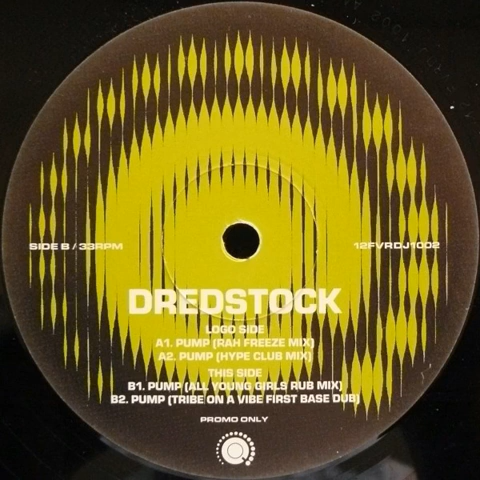 SIDE B / 33RPM
12FVRDJ1002
DREDSTOCK
LOGO SIDE
A1. PUMP (RAH FREEZE MIX)
A2. PUMP (HYPE CLUB MIX)
THIS SIDE
B1. PUMP (ALL YOUNG GIRLS RUB MIX)
B2. PUMP (TRIBE ON A VIBE FIRST BASE DUB)
PROMO ONLY